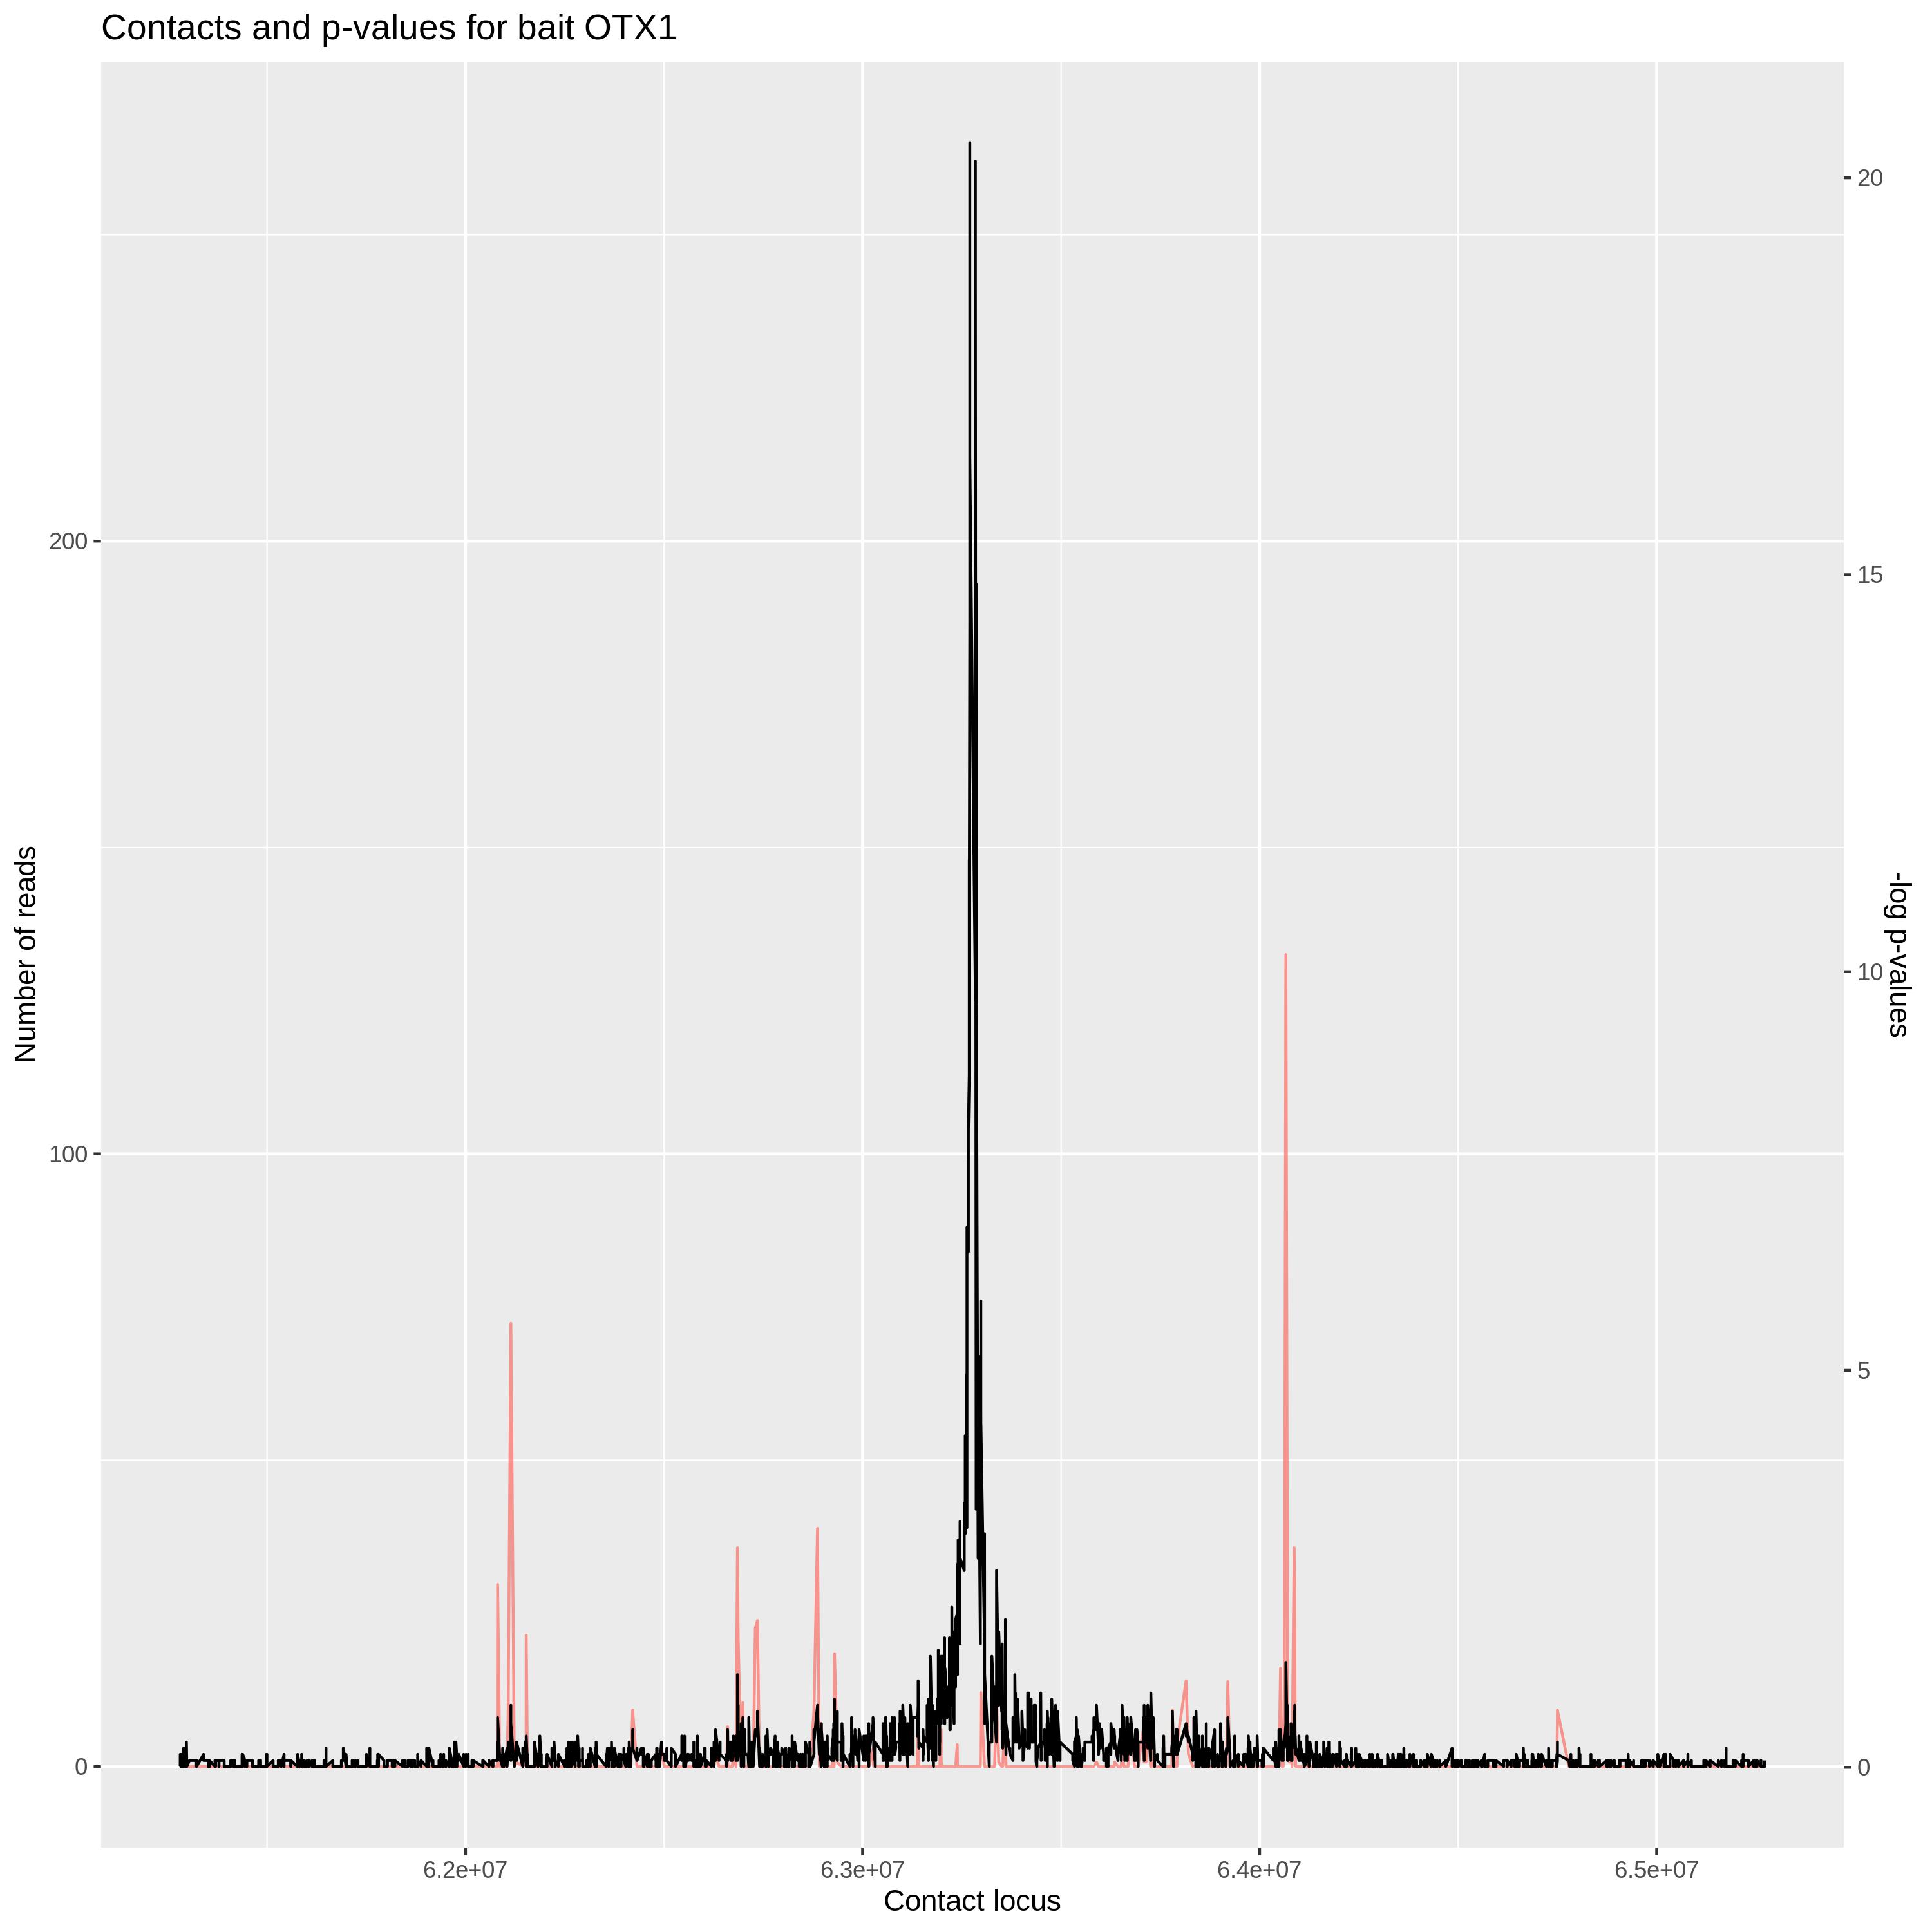 Contacts and p-values for bait OTX1
Number of reads
200
100
0
20
15
10
5
0
-log p-values
6.2e+07
6.3e+07
6.4e+07
6.5e+07
Contact locus